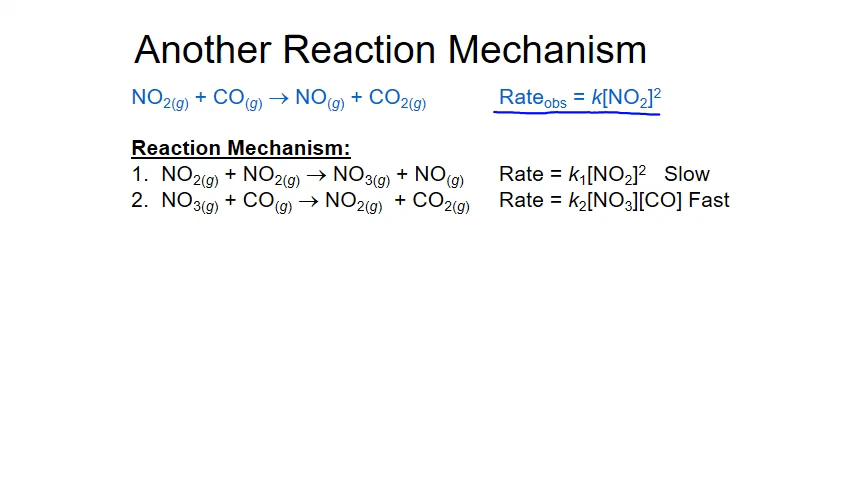 Another Reaction Mechanism
NO₂₍g₎ + CO₍g₎ → NO₍g₎ + CO₂₍g₎ Rateobs = k[NO₂]²
Reaction Mechanism:
1. NO₂₍g₎ + NO₂₍g₎ → NO₃₍g₎ + NO₍g₎ Rate = k₁[NO₂]² Slow
2. NO₃₍g₎ + CO₍g₎ → NO₂₍g₎ + CO₂₍g₎ Rate = k₂[NO₃][CO] Fast